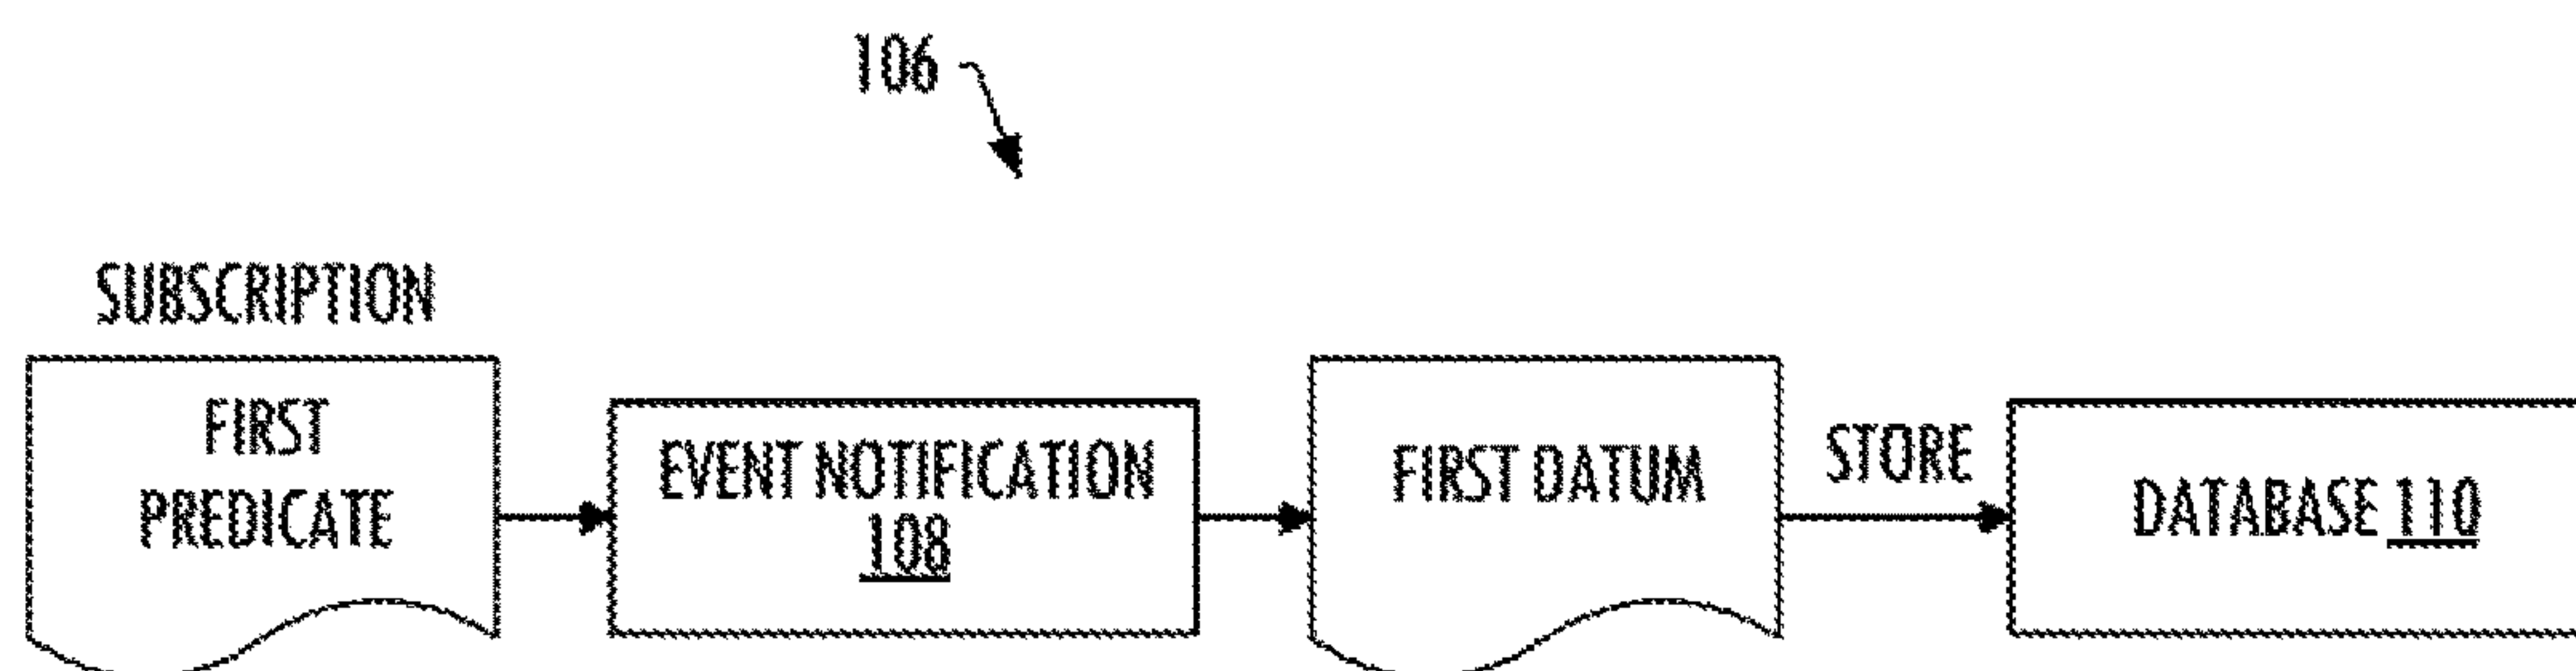 106
SUBSCRIPTION
FIRST
PREDICATE
EVENT NOTIFICATION
108
FIRST DATUM
STORE
DATABASE 110